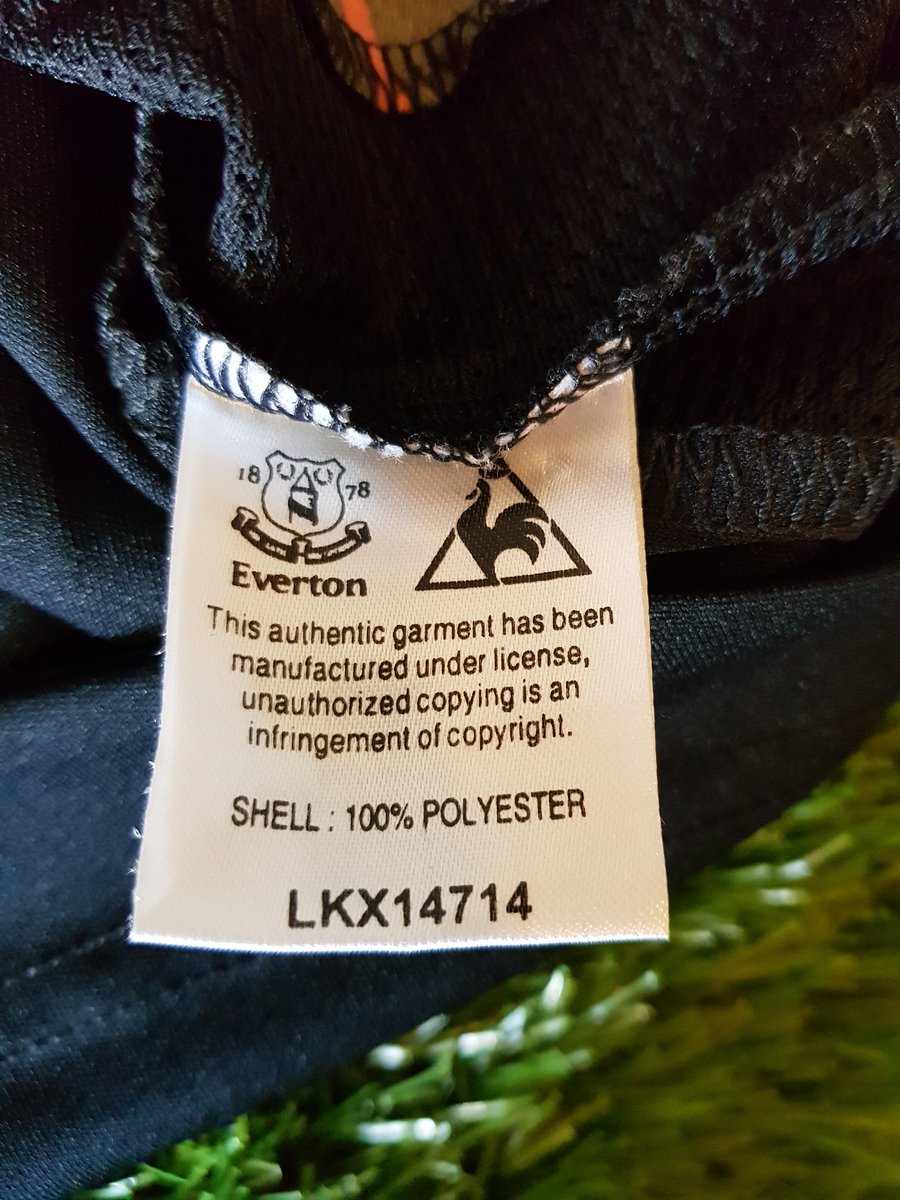 18 78
Everton
This authentic garment has been
manufactured under license,
unauthorized copying is an
infringement of copyright.
SHELL : 100% POLYESTER
LKX14714